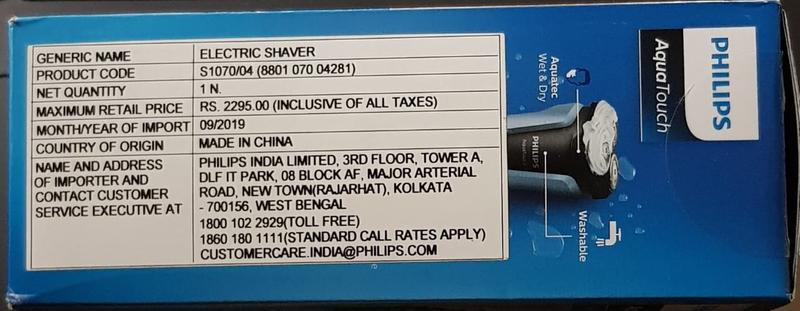 GENERIC NAME ELECTRIC SHAVER
PRODUCT CODE S1070/04 (8801 070 04281)
NET QUANTITY 1 N.
MAXIMUM RETAIL PRICE RS. 2295.00 (INCLUSIVE OF ALL TAXES)
MONTH/YEAR OF IMPORT 09/2019
COUNTRY OF ORIGIN MADE IN CHINA
NAME AND ADDRESS
OF IMPORTER AND
CONTACT CUSTOMER
SERVICE EXECUTIVE AT
PHILIPS INDIA LIMITED, 3RD FLOOR, TOWER A,
DLF IT PARK, 08 BLOCK AF, MAJOR ARTERIAL
ROAD, NEW TOWN(RAJARHAT), KOLKATA
- 700156, WEST BENGAL
1800 102 2929(TOLL FREE)
1860 180 1111(STANDARD CALL RATES APPLY)
CUSTOMERCARE.INDIA@PHILIPS.COM
PHILIPS
AquaTouch
Aquatec
Wet & Dry
PHILIPS
Washable